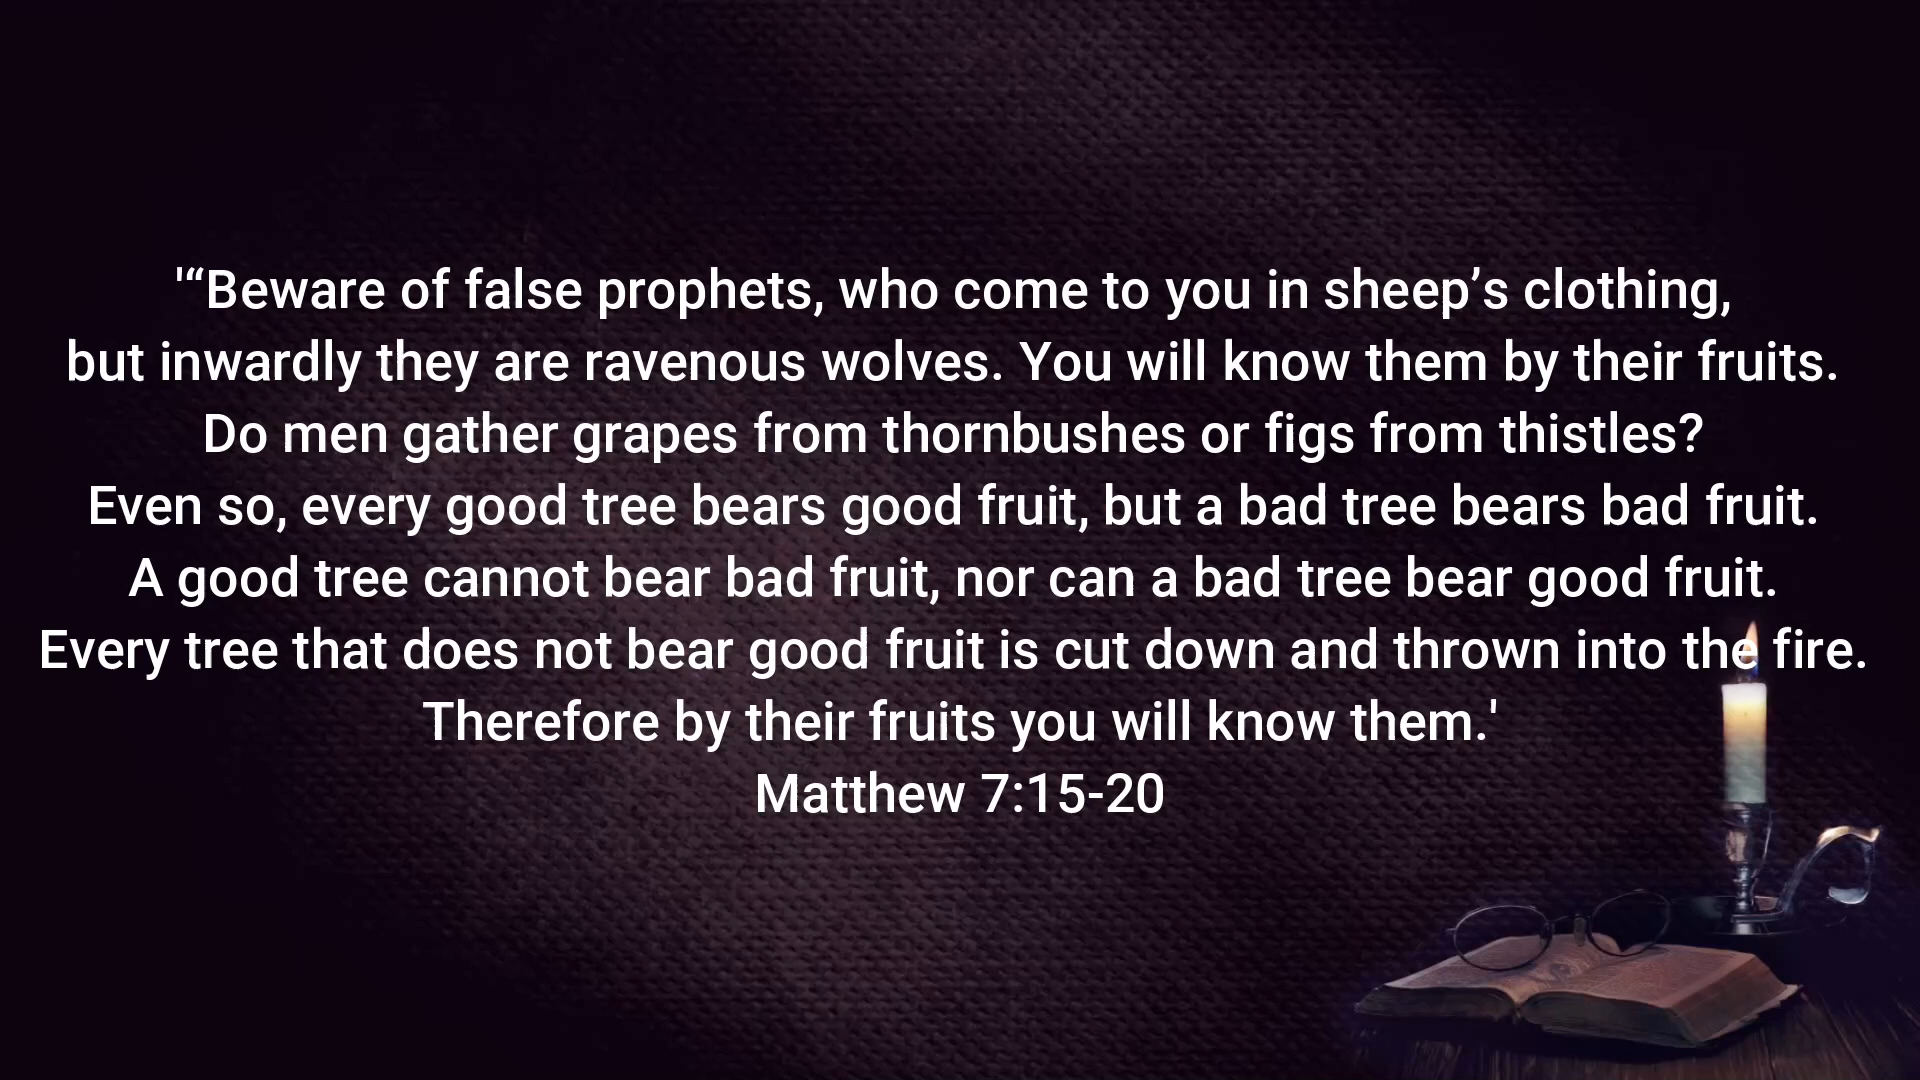 '“Beware of false prophets, who come to you in sheep’s clothing,
but inwardly they are ravenous wolves. You will know them by their fruits.
Do men gather grapes from thornbushes or figs from thistles?
Even so, every good tree bears good fruit, but a bad tree bears bad fruit.
A good tree cannot bear bad fruit, nor can a bad tree bear good fruit.
Every tree that does not bear good fruit is cut down and thrown into the fire.
Therefore by their fruits you will know them.'
Matthew 7:15-20